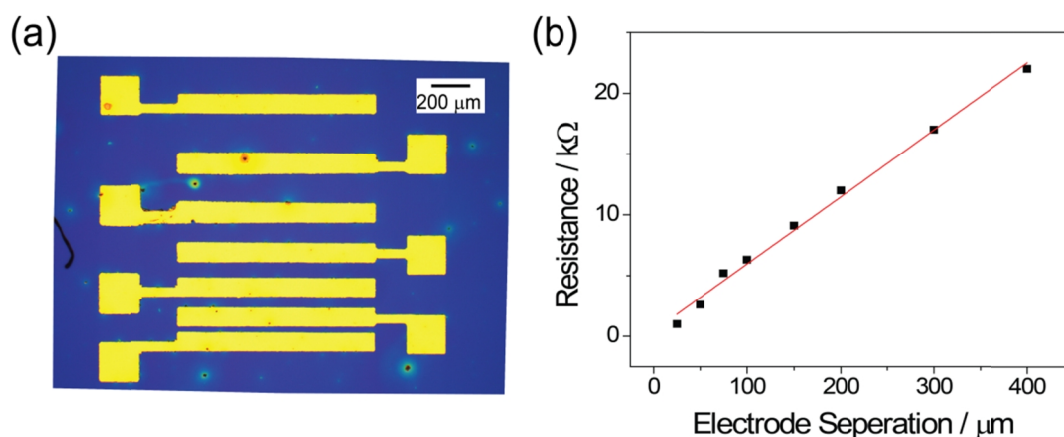 (a)
200 μm
(b)
Resistance / kΩ
20
10
0
0
100
200
300
400
Electrode Seperation / μm